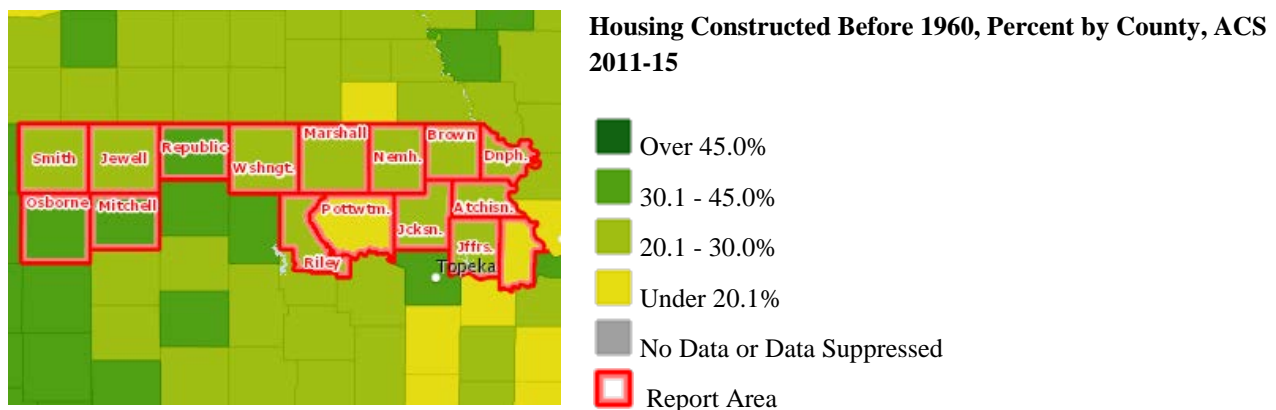 Housing Constructed Before 1960, Percent by County, ACS
2011-15
Over 45.0%
30.1 - 45.0%
20.1 - 30.0%
Under 20.1%
No Data or Data Suppressed
Report Area
Smith
Jewell
Republic
Wshngt.
Marshall
Nemh.
Brown
Dnph.
Osborne
Mitchell
Pottwtm.
Jcksn.
Atchisn.
Riley
Jffrs.
Topeka